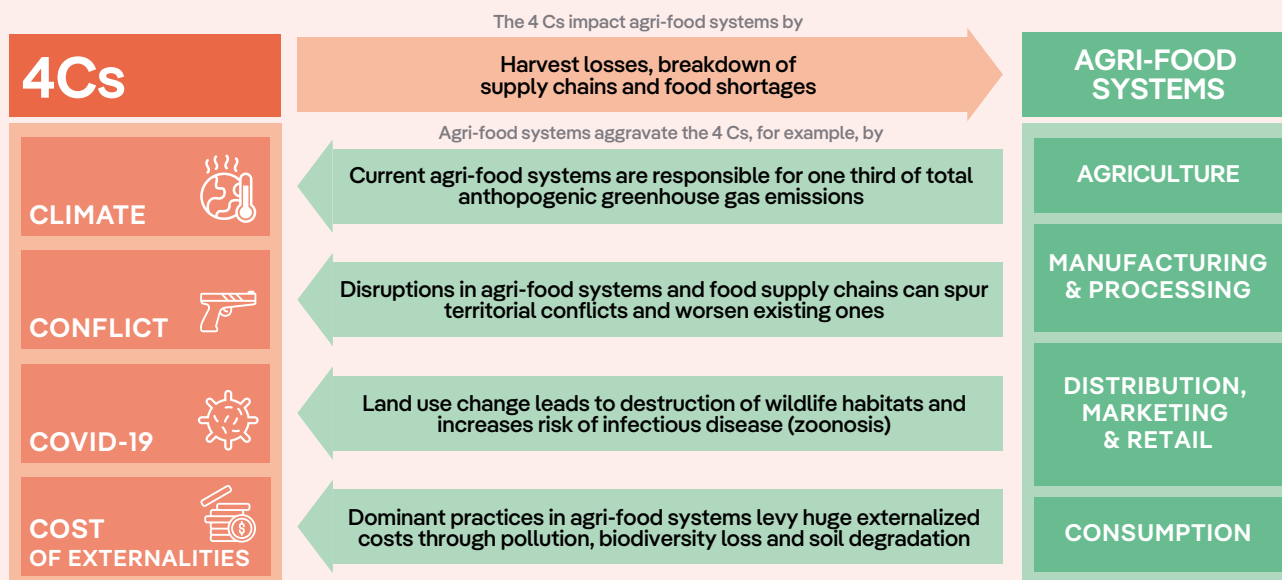 The 4 Cs impact agri-food systems by
4Cs
Harvest losses, breakdown of
supply chains and food shortages
AGRI-FOOD
SYSTEMS
Agri-food systems aggravate the 4 Cs, for example, by
CLIMATE
Current agri-food systems are responsible for one third of total
anthopogenic greenhouse gas emissions
AGRICULTURE
CONFLICT
Disruptions in agri-food systems and food supply chains can spur
territorial conflicts and worsen existing ones
MANUFACTURING
& PROCESSING
COVID-19
Land use change leads to destruction of wildlife habitats and
increases risk of infectious disease (zoonosis)
DISTRIBUTION,
MARKETING
& RETAIL
COST
OF EXTERNALITIES
$
Dominant practices in agri-food systems levy huge externalized
costs through pollution, biodiversity loss and soil degradation
CONSUMPTION